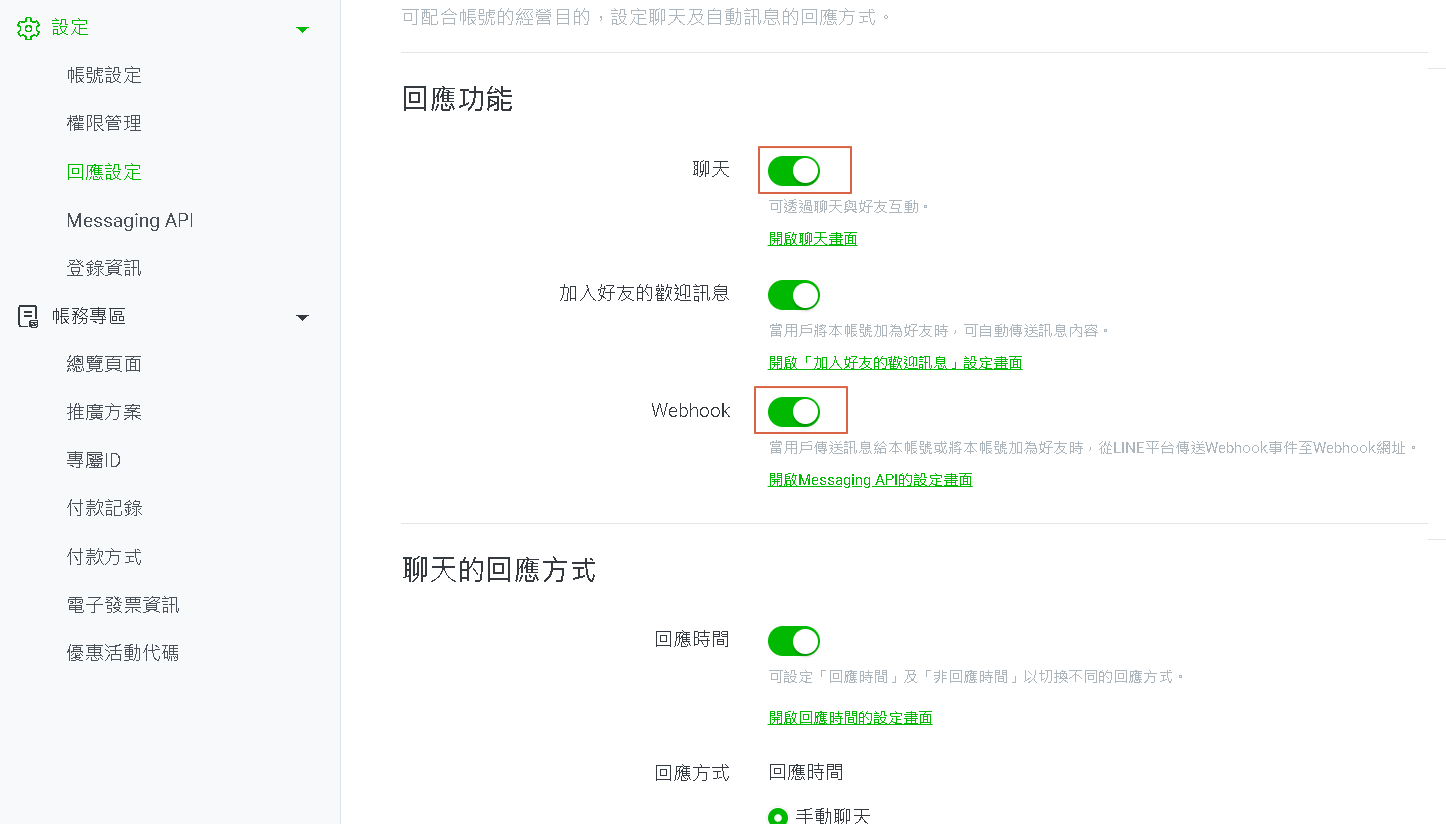 設定
帳號設定
權限管理
回應設定
Messaging API
登錄資訊
帳務專區
總覽頁面
推廣方案
專屬ID
付款記錄
付款方式
電子發票資訊
優惠活動代碼
可配合帳號的經營目的，設定聊天及自動訊息的回應方式。
回應功能
聊天
可透過聊天與好友互動。
開啟聊天畫面
加入好友的歡迎訊息
當用戶將本帳號加為好友時，可自動傳送訊息內容。
開啟「加入好友的歡迎訊息」設定畫面
Webhook
當用戶傳送訊息給本帳號或將本帳號加為好友時，從LINE平台傳送Webhook事件至Webhook網址。
開啟Messaging API的設定畫面
聊天的回應方式
回應時間
可設定「回應時間」及「非回應時間」以切換不同的回應方式。
開啟回應時間的設定畫面
回應方式
回應時間
手動聊天